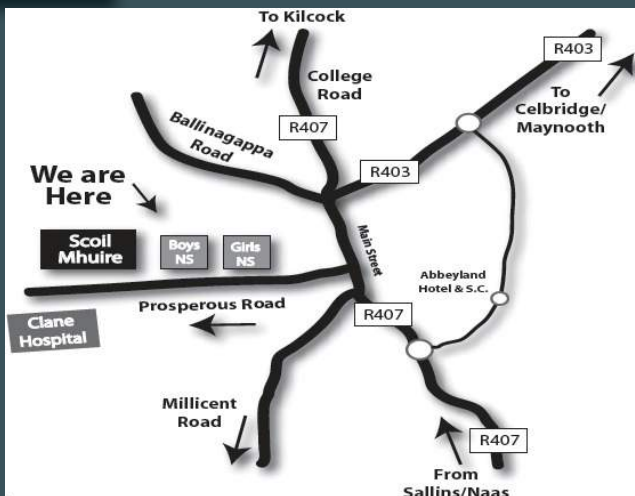 To Kilcock
R403
College
Road
To
Celbridge/
Maynooth
R407
Ballinagappa
Road
R403
We are
Here
Scoil
Mhuire
Boys
NS
Girls
NS
Main Street
Abbeyland
Hotel & S.C.
Prosperous Road
R407
Clane
Hospital
Millicent
Road
R407
From
Sallins/Naas